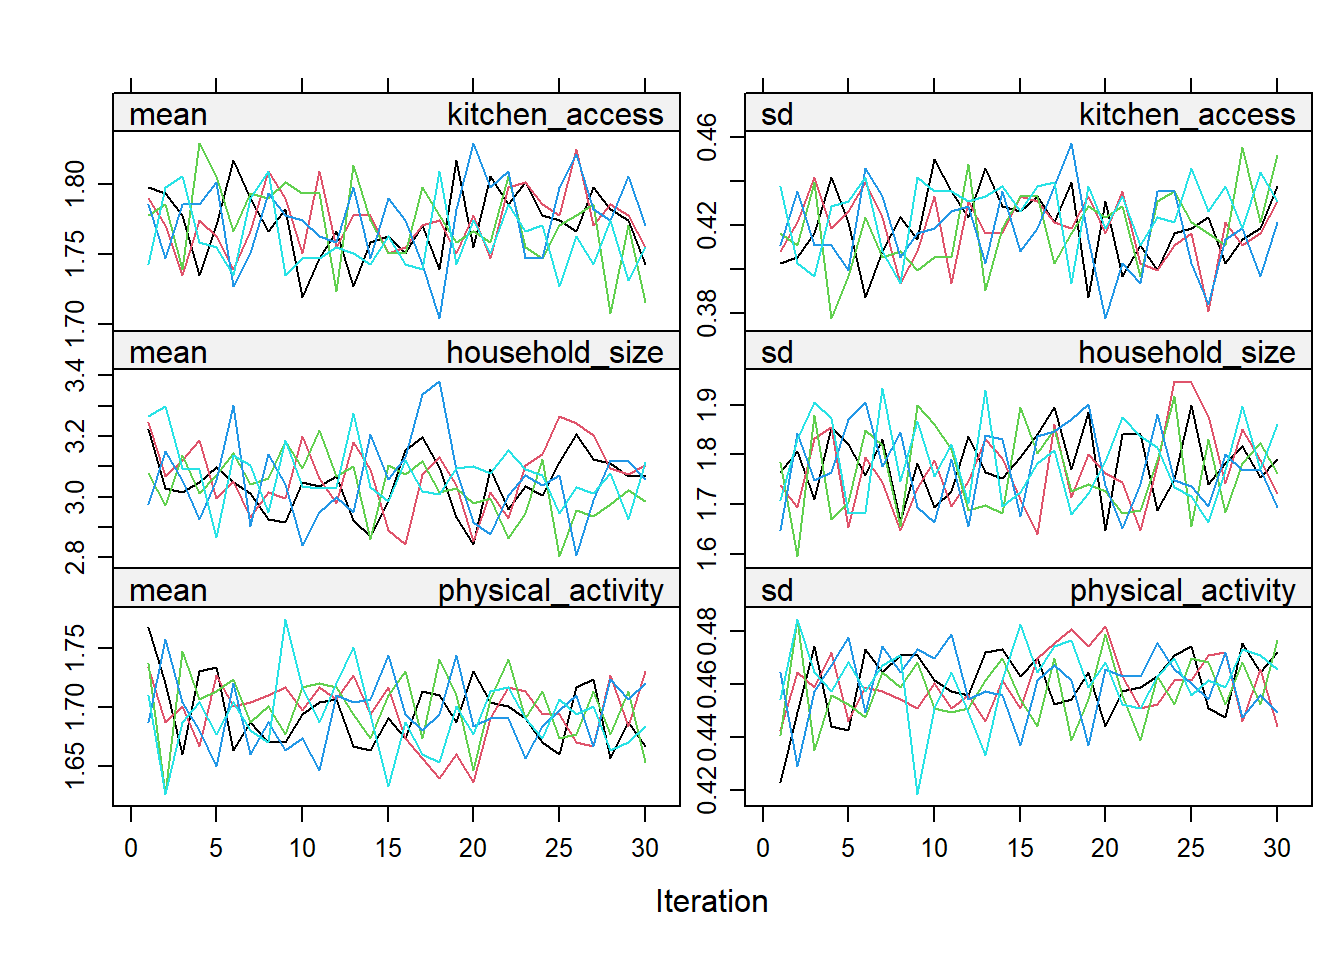 mean kitchen_access sd kitchen_access
1.70 1.75 1.80 0.38 0.42 0.46
mean household_size sd household_size
2.8 3.0 3.2 3.4 1.6 1.7 1.8 1.9
mean physical_activity sd physical_activity
1.65 1.70 1.75 0.42 0.44 0.46 0.48
0 5 10 15 20 25 30 0 5 10 15 20 25 30
Iteration